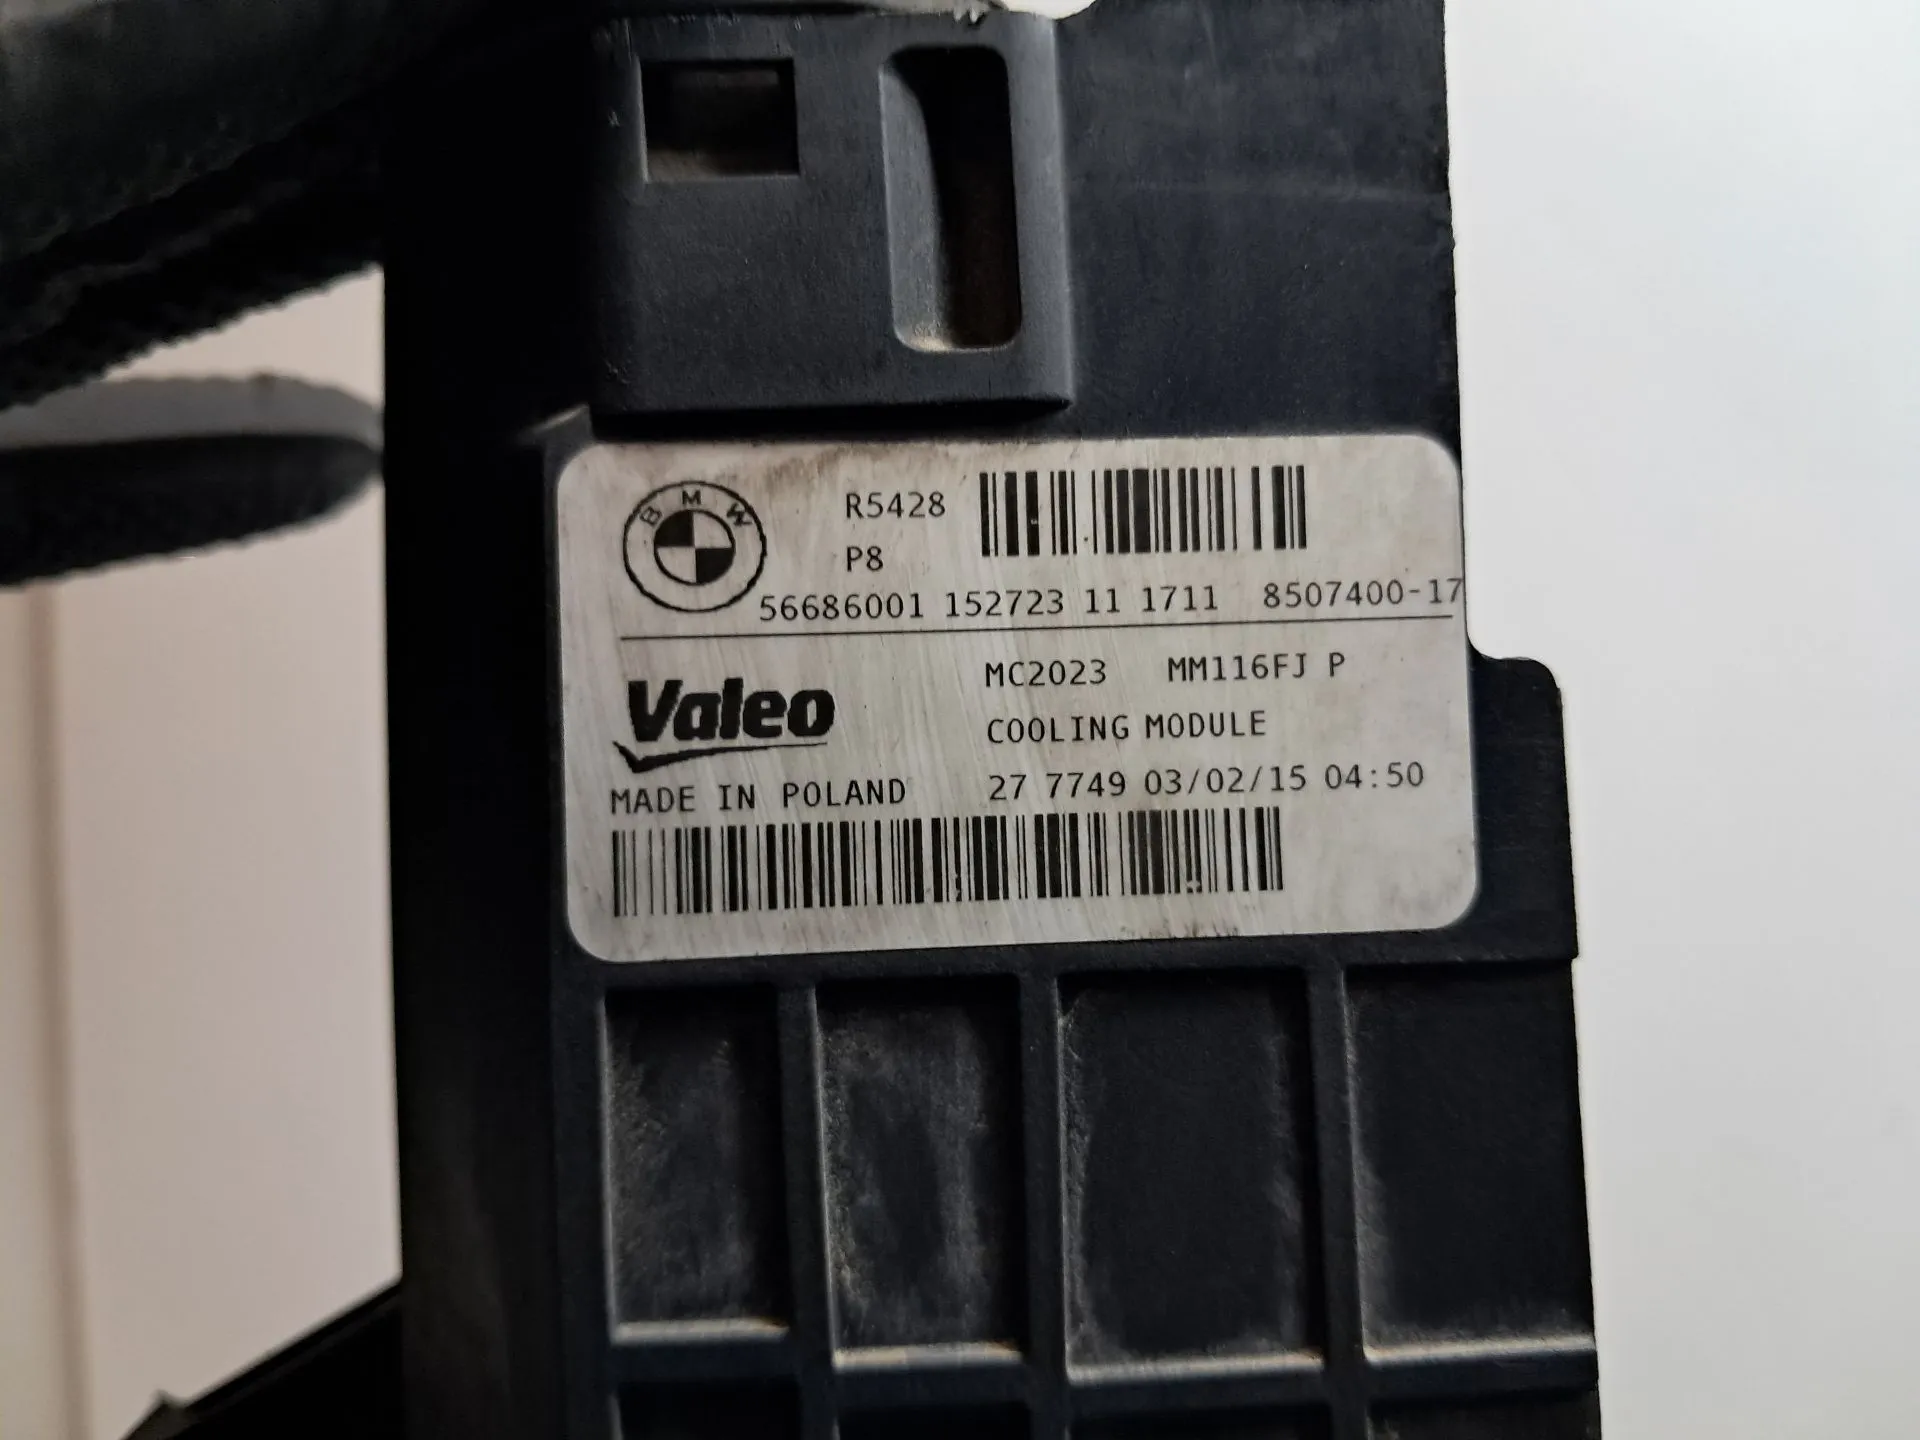 BMW
R5428
P8
56686001 152723 11 1711 8507400-17
Valeo
MC2023 MM116FJ P
COOLING MODULE
MADE IN POLAND 27 7749 03/02/15 04:50